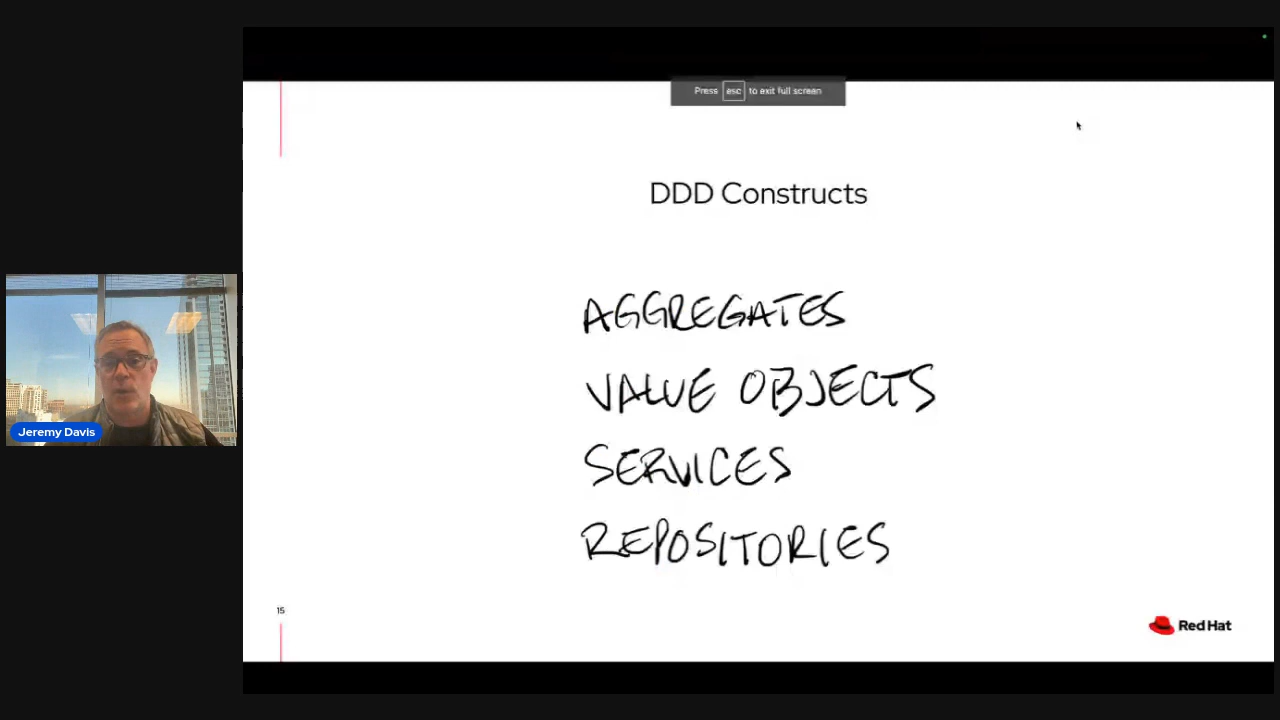 Press esc to exit full screen
DDD Constructs
AGGREGATES
VALUE OBJECTS
SERVICES
REPOSITORIES
Jeremy Davis
15
Red Hat